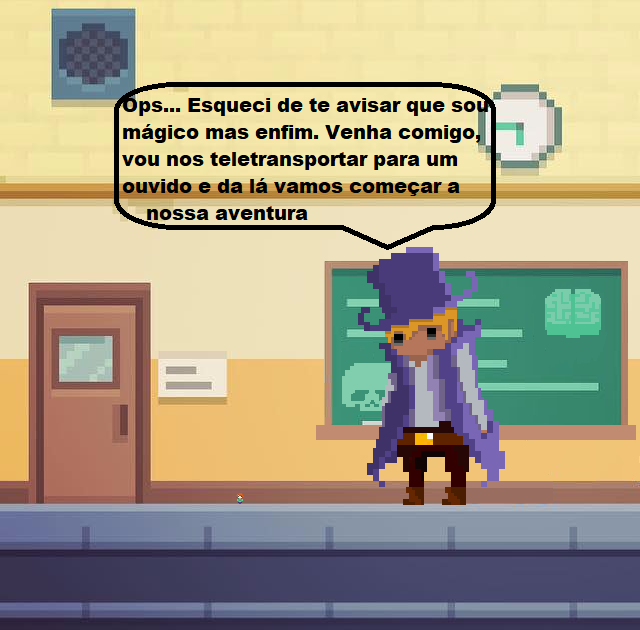 Ops... Esqueci de te avisar que sou
mágico mas enfim. Venha comigo,
vou nos teletransportar para um
ouvido e da lá vamos começar a
nossa aventura